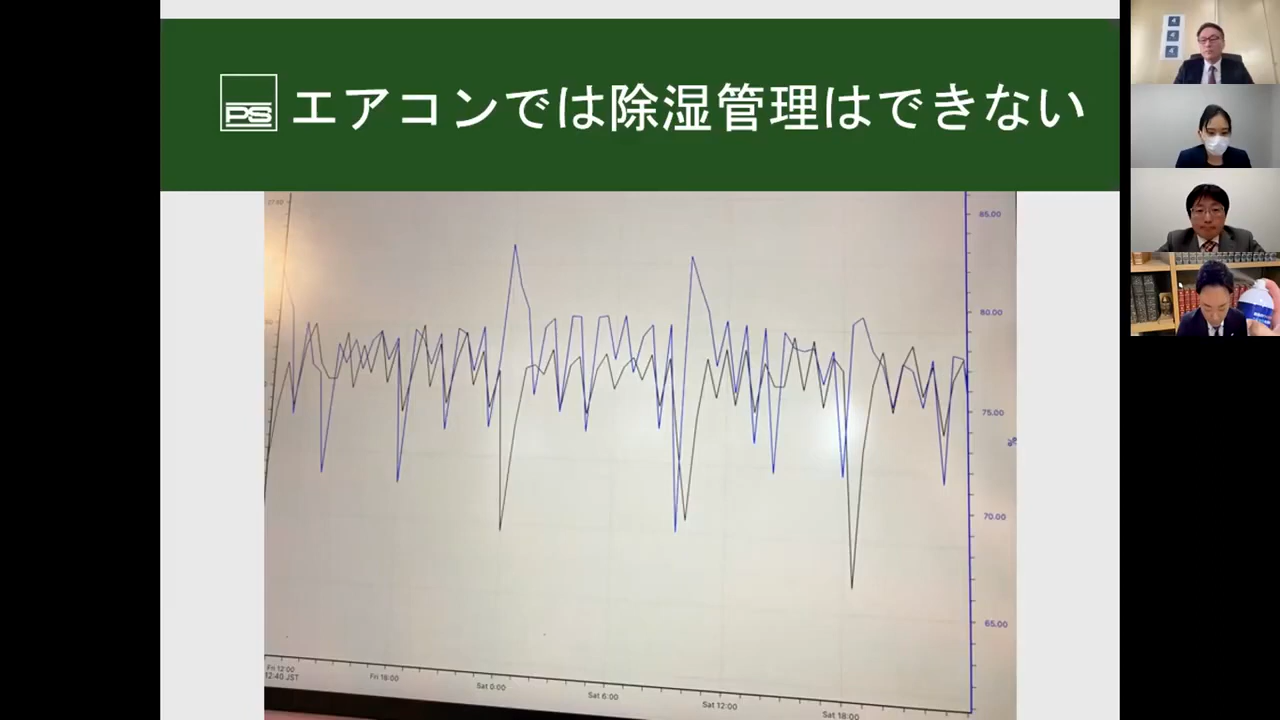 PS エアコンでは除湿管理はできない
85.00
80.00
75.00
%
70.00
65.00
Fri 12:00
12:40 JST
Fri 18:00
Sat 0:00
Sat 6:00
Sat 12:00
Sat 18:00